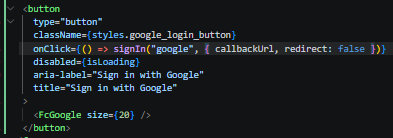 <button
type="button"
className={styles.google_login_button}
onClick={() => signIn("google", { callbackUrl, redirect: false })}
disabled={isLoading}
aria-label="Sign in with Google"
title="Sign in with Google"
>
<FcGoogle size={20} />
</button>